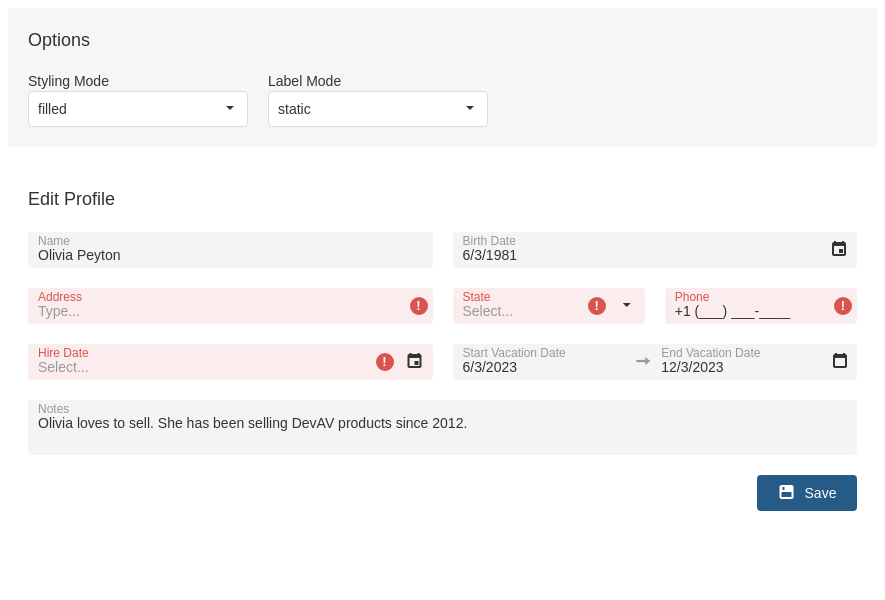 Options
Styling Mode
Label Mode
filled
static
Edit Profile
Name
Olivia Peyton
Birth Date
6/3/1981
Address
Type...
State
Select...
Phone
+1 (___) ___-____
Hire Date
Select...
Start Vacation Date
6/3/2023
End Vacation Date
12/3/2023
Notes
Olivia loves to sell. She has been selling DevAV products since 2012.
Save